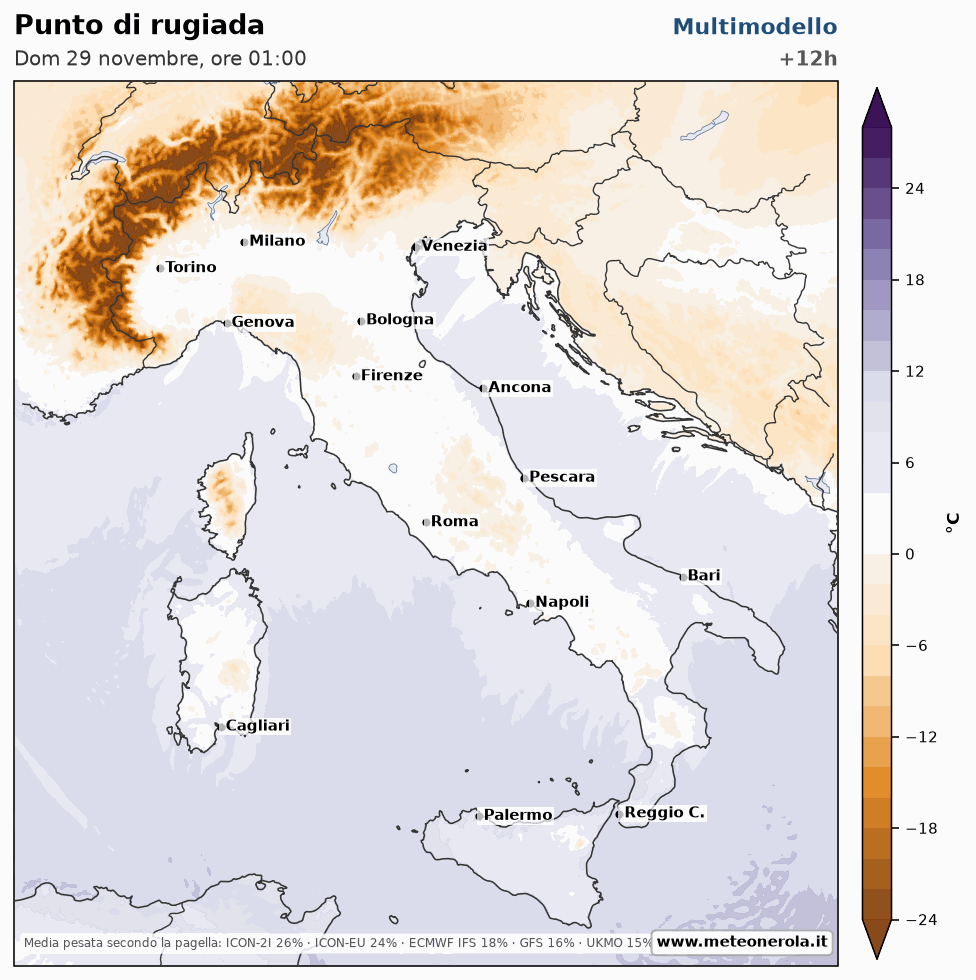 Punto di rugiada
Multimodello
Dom 29 novembre, ore 01:00
+12h
Milano
Venezia
Torino
Genova
Bologna
Firenze
Ancona
Pescara
Roma
Bari
Napoli
Cagliari
Palermo
Reggio C.
24
18
12
6
0
−6
−12
−18
−24
°C
Media pesata secondo la pagella: ICON-2I 26% · ICON-EU 24% · ECMWF IFS 18% · GFS 16% · UKMO 15%
www.meteonerola.it